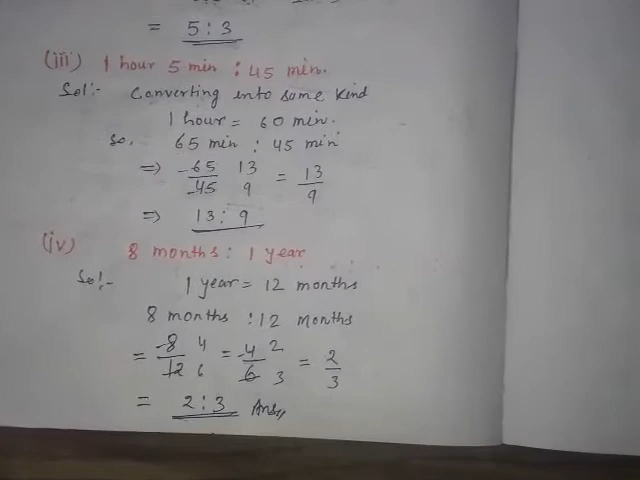 = 5:3
(iii) 1 hour 5 min : 45 min.
Sol:- Converting into same kind
1 hour = 60 min.
So, 65 min : 45 min
=> 65/45 13/9 = 13/9
=> 13:9
(iv) 8 months : 1 year
Sol:- 1 year = 12 months
8 months : 12 Months
= 8/12 4/6 = 4/6 2/3 = 2/3
= 2:3 Ans